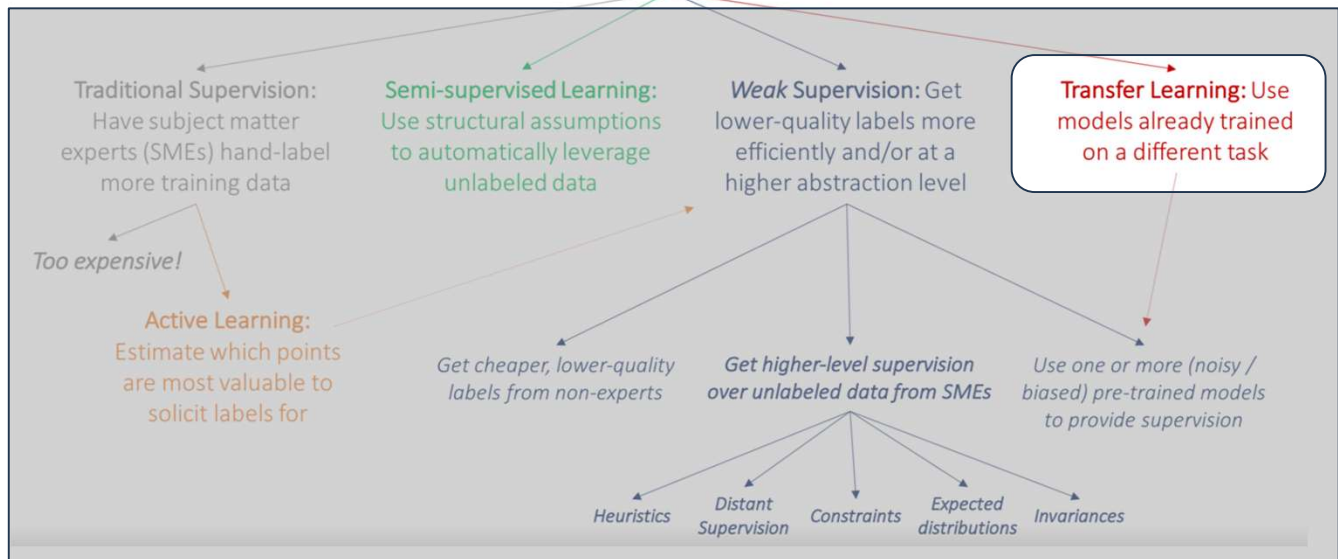 Traditional Supervision:
Have subject matter
experts (SMEs) hand-label
more training data
Semi-supervised Learning:
Use structural assumptions
to automatically leverage
unlabeled data
Weak Supervision: Get
lower-quality labels more
efficiently and/or at a
higher abstraction level
Transfer Learning: Use
models already trained
on a different task
Too expensive!
Active Learning:
Estimate which points
are most valuable to
solicit labels for
Get cheaper, lower-quality
labels from non-experts
Get higher-level supervision
over unlabeled data from SMEs
Use one or more (noisy /
biased) pre-trained models
to provide supervision
Heuristics
Distant
Supervision
Constraints
Expected
distributions
Invariances